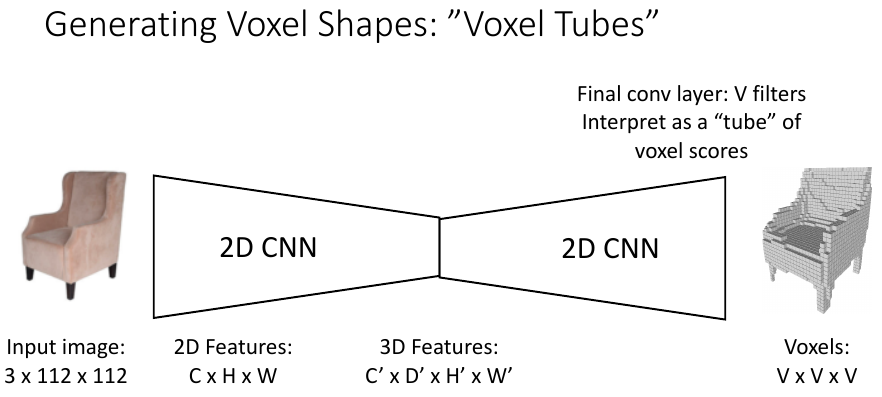 Generating Voxel Shapes: ”Voxel Tubes”
Final conv layer: V filters
Interpret as a “tube” of
voxel scores
2D CNN
2D CNN
Input image:
3 x 112 x 112
2D Features:
C x H x W
3D Features:
C’ x D’ x H’ x W’
Voxels:
V x V x V